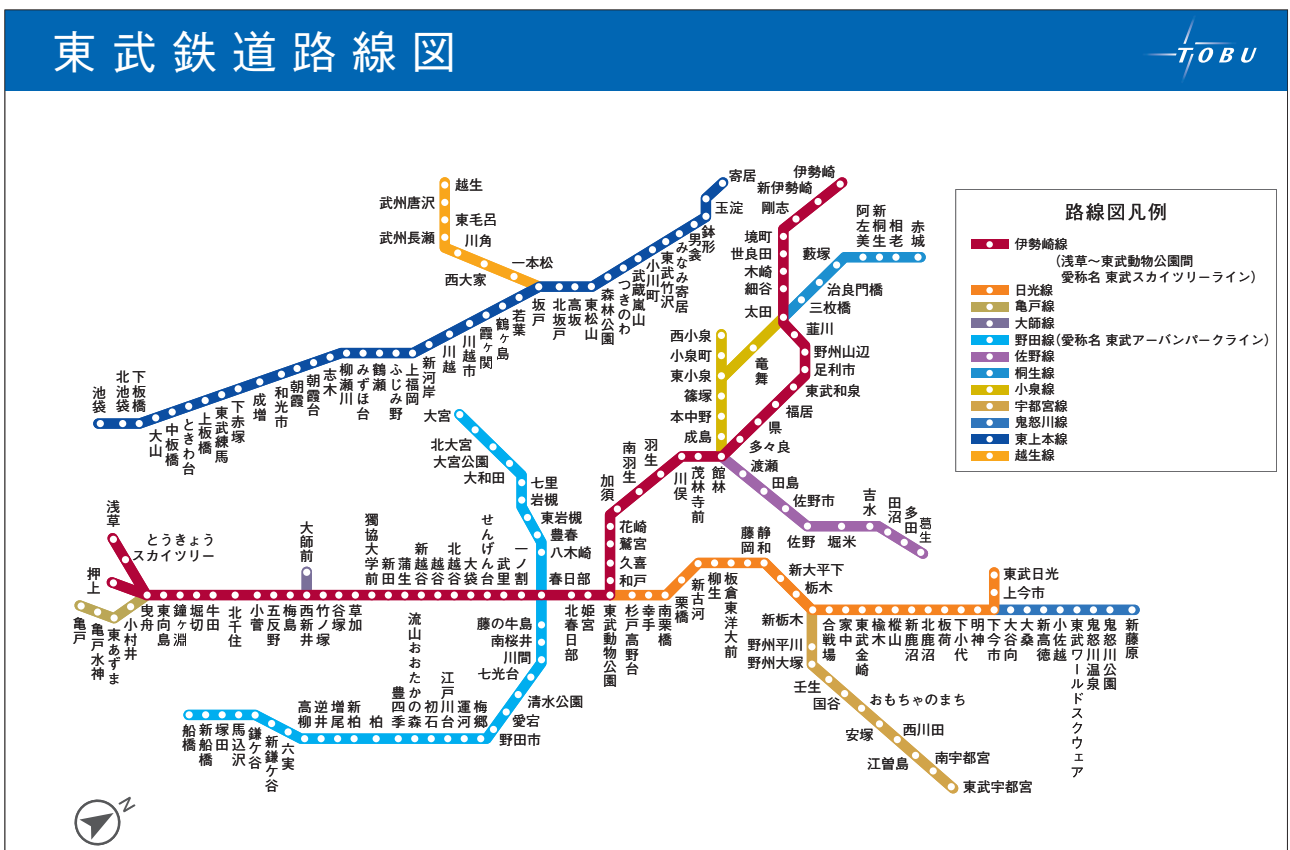 東武鉄道路線図
TOBU
路線図凡例
伊勢崎線
(浅草～東武動物公園間
愛称名 東武スカイツリーライン)
日光線
亀戸線
大師線
野田線(愛称名 東武アーバンパークライン)
佐野線
桐生線
小泉線
宇都宮線
鬼怒川線
東上本線
越生線
越生
武州唐沢
東毛呂
武州長瀬
川角
西大家
一本松
寄居
玉淀
鉢形
男衾
みなみ寄居
東武竹沢
小川町
武蔵嵐山
つきのわ
森林公園
東松山
高坂
北坂戸
坂戸
若葉
鶴ヶ島
霞ヶ関
川越市
川越
新河岸
上福岡
ふじみ野
鶴瀬
みずほ台
柳瀬川
志木
朝霞台
朝霞
和光市
成増
下赤塚
東武練馬
上板橋
ときわ台
中板橋
大山
下板橋
北池袋
池袋
伊勢崎
新伊勢崎
剛志
境町
世良田
木崎
細谷
太田
韮川
野州山辺
足利市
東武和泉
福居
県
多々良
館林
茂林寺前
川俣
羽生
南羽生
加須
花崎
鷲宮
久喜
和戸
阿左美
新桐生
相老
赤城
藪塚
治良門橋
三枚橋
西小泉
小泉町
東小泉
篠塚
本中野
成島
竜舞
渡瀬
田島
佐野市
佐野
堀米
吉水
田沼
多田
葛生
大宮
北大宮
大宮公園
大和田
七里
岩槻
東岩槻
豊春
八木崎
春日部
藤の牛島
南桜井
川間
七光台
清水公園
愛宕
野田市
梅郷
運河
江戸川台
初石
流山おおたかの森
豊四季
柏
新柏
増尾
逆井
高柳
六実
新鎌ケ谷
鎌ケ谷
馬込沢
塚田
新船橋
船橋
浅草
とうきょう
スカイツリー
押上
曳舟
東向島
鐘ヶ淵
堀切
牛田
北千住
小菅
五反野
梅島
西新井
大師前
竹ノ塚
谷塚
草加
獨協大学前
新田
蒲生
新越谷
越谷
北越谷
大袋
せんげん台
武里
一ノ割
北春日部
姫宮
東武動物公園
亀戸
亀戸水神
東あずま
小村井
杉戸高野台
幸手
南栗橋
栗橋
新古河
柳生
板倉東洋大前
藤岡
静和
新大平下
栃木
新栃木
合戦場
家中
東武金崎
楡木
樅山
新鹿沼
北鹿沼
板荷
下小代
明神
下今市
上今市
東武日光
大谷向
大桑
新高徳
小佐越
東武ワールドスクウェア
鬼怒川温泉
鬼怒川公園
新藤原
野州平川
野州大塚
壬生
国谷
おもちゃのまち
安塚
西川田
江曽島
南宇都宮
東武宇都宮
N